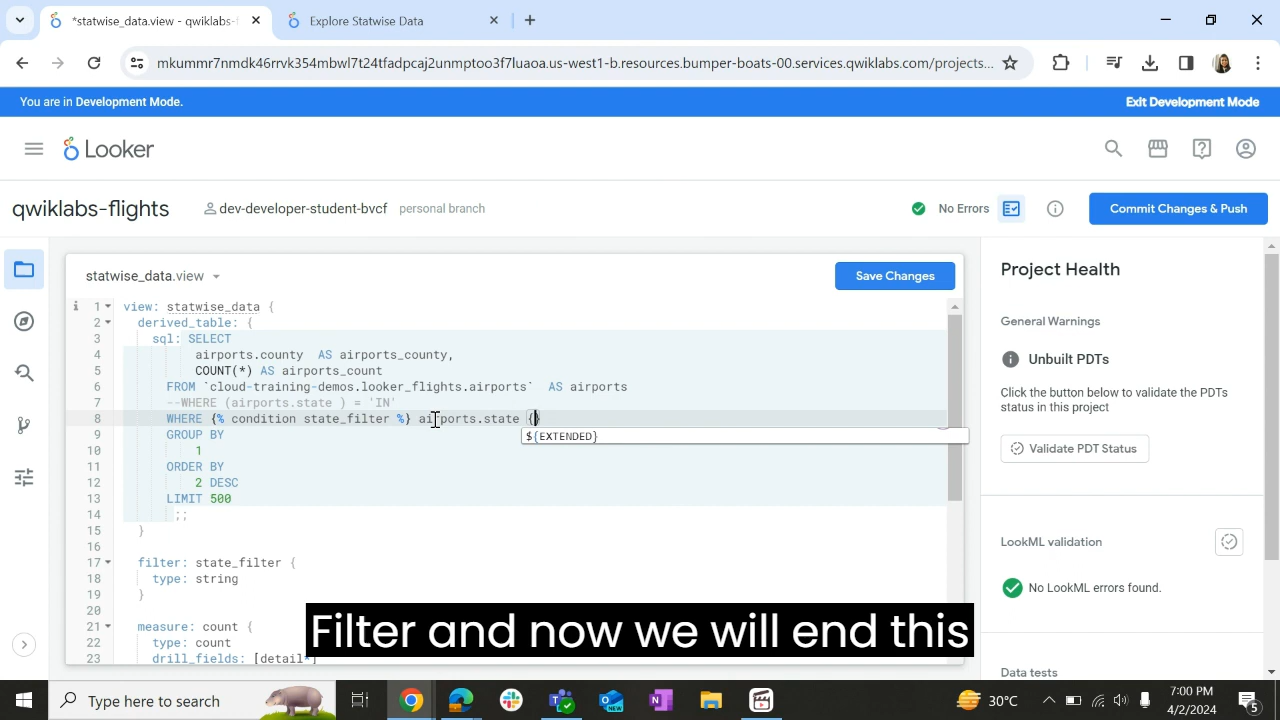 *statwise_data.view - qwiklabs-f
Explore Statwise Data
mkummr7nmdk46rrvk354mbwl7t24tfadpcaj2unmptoo3f7luaoa.us-west1-b.resources.bumper-boats-00.services.qwiklabs.com/projects...
You are in Development Mode.
Exit Development Mode
Looker
qwiklabs-flights
dev-developer-student-bvcf personal branch
No Errors
Commit Changes & Push
statwise_data.view
Save Changes
i 1 view: statwise_data {
2 derived_table: {
3 sql: SELECT
4 airports.county AS airports_county,
5 COUNT(*) AS airports_count
6 FROM `cloud-training-demos.looker_flights.airports` AS airports
7 --WHERE (airports.state ) = 'IN'
8 WHERE {% condition state_filter %} airports.state {}
${EXTENDED}
9 GROUP BY
10 1
11 ORDER BY
12 2 DESC
13 LIMIT 500
14 ;;
15 }
16
17 filter: state_filter {
18 type: string
19 }
20
21 measure: count {
22 type: count
23 drill_fields: [detail*]
Project Health
General Warnings
Unbuilt PDTs
Click the button below to validate the PDTs
status in this project
Validate PDT Status
LookML validation
No LookML errors found.
Data tests
Filter and now we will end this
Type here to search
30°C
7:00 PM
4/2/2024
5